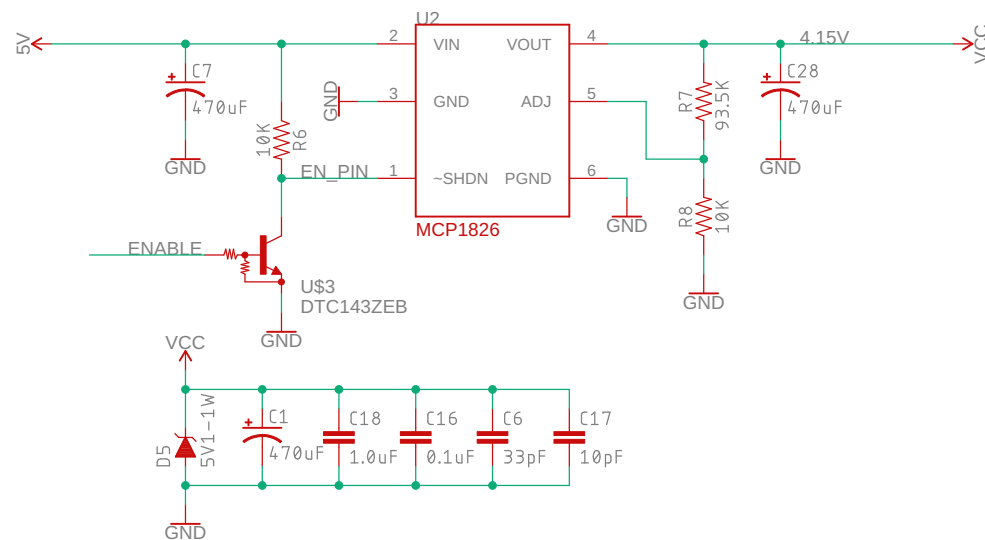 U2
5V
2
VIN
VOUT
4
4.15V
VCC
C7
470uF
GND
GND
3
GND
ADJ
5
R7
93.5K
C28
470uF
GND
10K
R6
EN_PIN
1
~SHDN
PGND
6
GND
MCP1826
R8
10K
GND
ENABLE
U$3
DTC143ZEB
GND
VCC
D5
5V1-1W
C1
470uF
C18
1.0uF
C16
0.1uF
C6
33pF
C17
10pF
GND